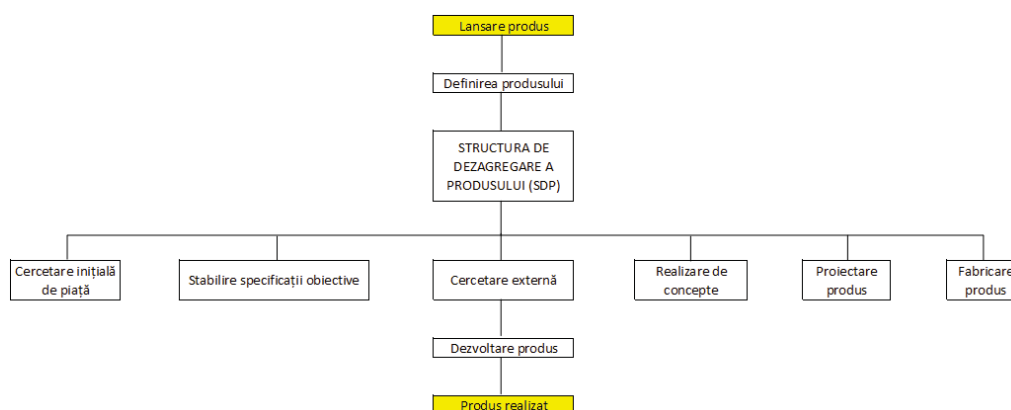 Lansare produs
Definirea produsului
STRUCTURA DE
DEZAGREGARE A
PRODUSULUI (SDP)
Cercetare inițială
de piață
Stabilire specificații obiective
Cercetare externă
Realizare de
concepte
Proiectare
produs
Fabricare
produs
Dezvoltare produs
Produs realizat